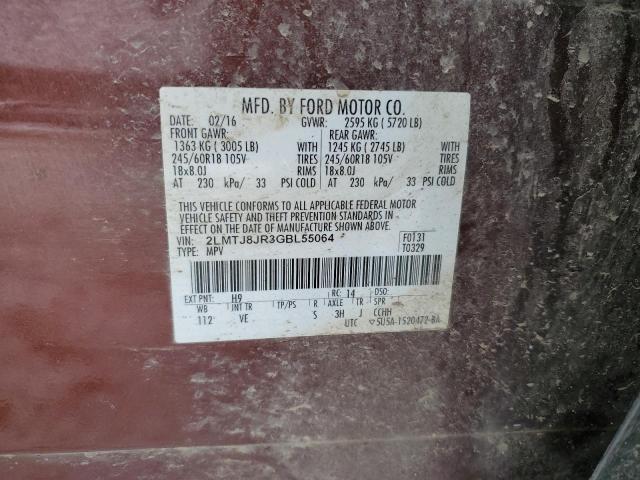 MFD. BY FORD MOTOR CO.
DATE: 02/16 GVWR: 2595 KG ( 5720 LB)
FRONT GAWR: REAR GAWR:
1363 KG ( 3005 LB) WITH 1245 KG ( 2745 LB) WITH
245/60R18 105V TIRES 245/60R18 105V TIRES
18x8.0J RIMS 18x8.0J RIMS
AT 230 kPa/ 33 PSI COLD AT 230 kPa/ 33 PSI COLD
THIS VEHICLE CONFORMS TO ALL APPLICABLE FEDERAL MOTOR
VEHICLE SAFETY AND THEFT PREVENTION STANDARDS IN
EFFECT ON THE DATE OF MANUFACTURE SHOWN ABOVE.
VIN: 2LMTJ8JR3GBL55064 F0131
TYPE: MPV T0329
EXT PNT: H9 RC: 14 DSO:
WB INT TR TP/PS R AXLE TR SPR
112 VE S 3H J CCHH
UTC ▽5U5A-1520472-BA